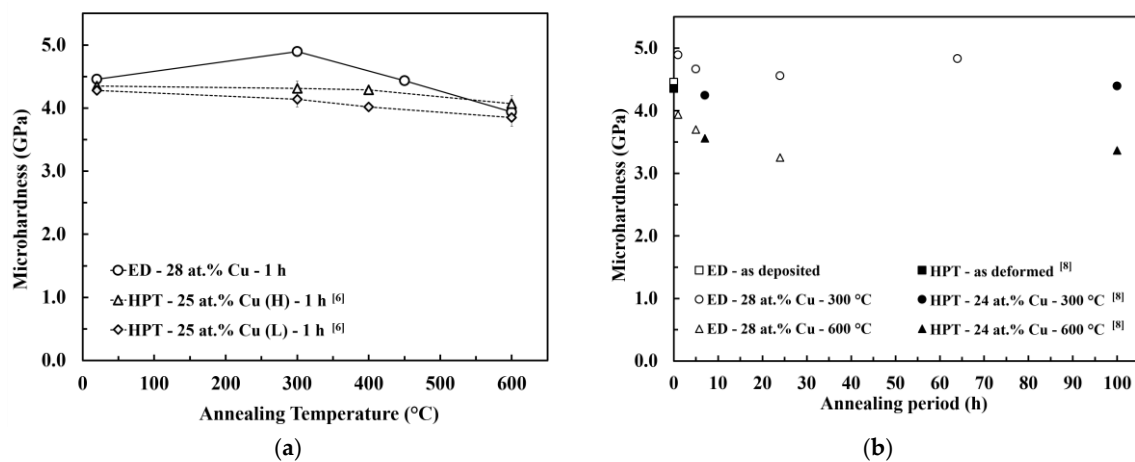 5.0
4.0
3.0
2.0
1.0
0.0
Microhardness (GPa)
ED - 28 at.% Cu - 1 h
HPT - 25 at.% Cu (H) - 1 h [6]
HPT - 25 at.% Cu (L) - 1 h [6]
0 100 200 300 400 500 600
Annealing Temperature (°C)
(a)
5.0
4.0
3.0
2.0
1.0
0.0
Microhardness (GPa)
ED - as deposited HPT - as deformed [8]
ED - 28 at.% Cu - 300 °C HPT - 24 at.% Cu - 300 °C [8]
ED - 28 at.% Cu - 600 °C HPT - 24 at.% Cu - 600 °C [8]
0 10 20 30 40 50 60 70 80 90 100
Annealing period (h)
(b)